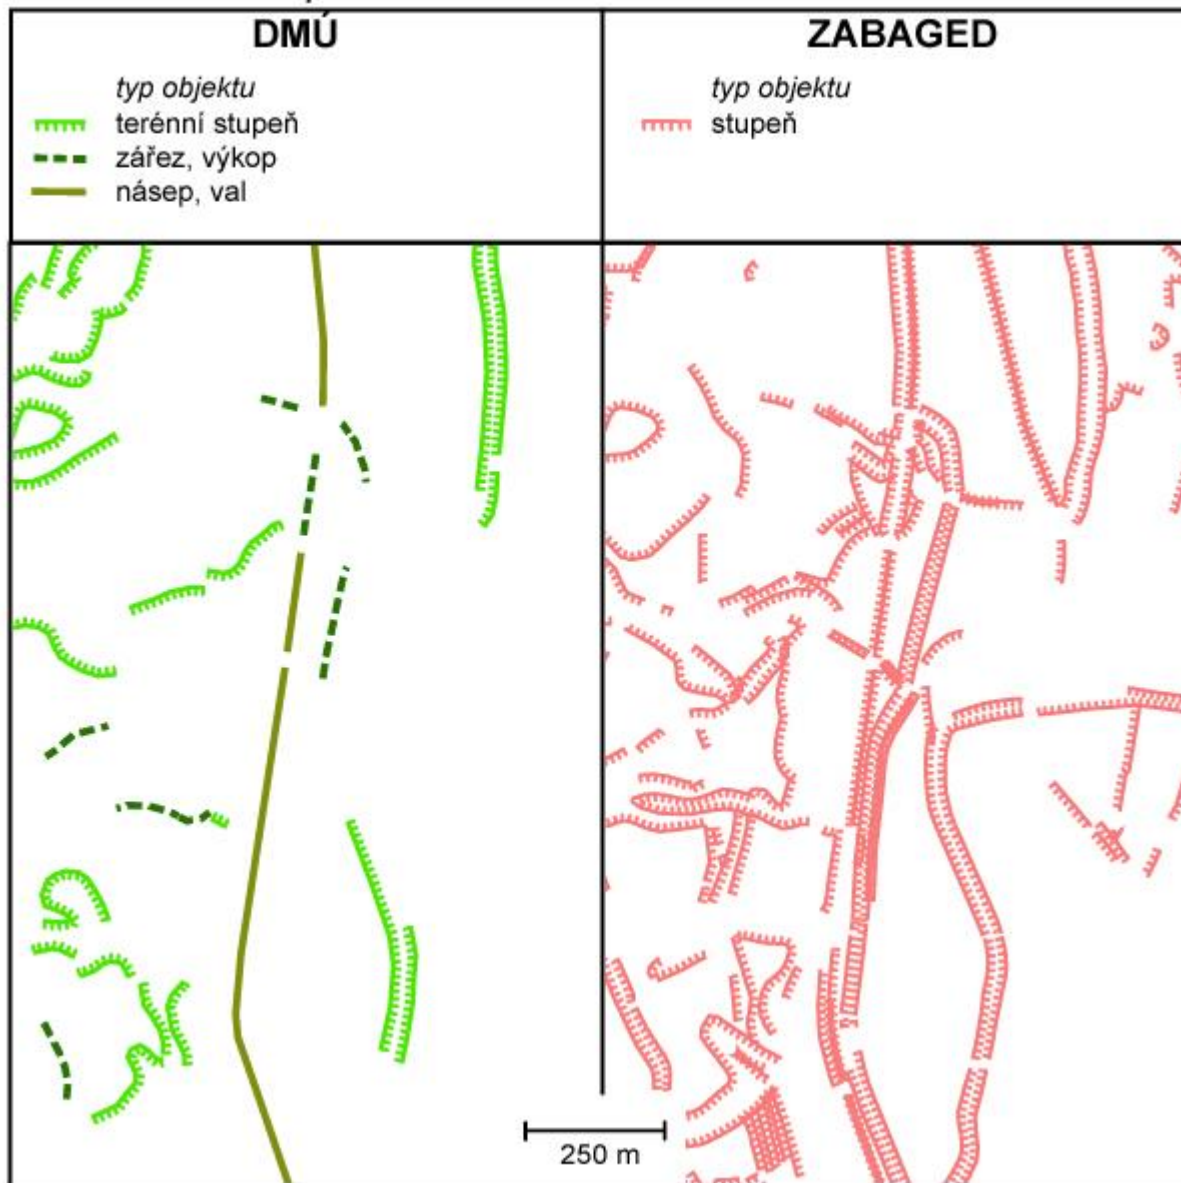 DMÚ
typ objektu
terénní stupeň
zářez, výkop
násep, val
ZABAGED
typ objektu
stupeň
250 m